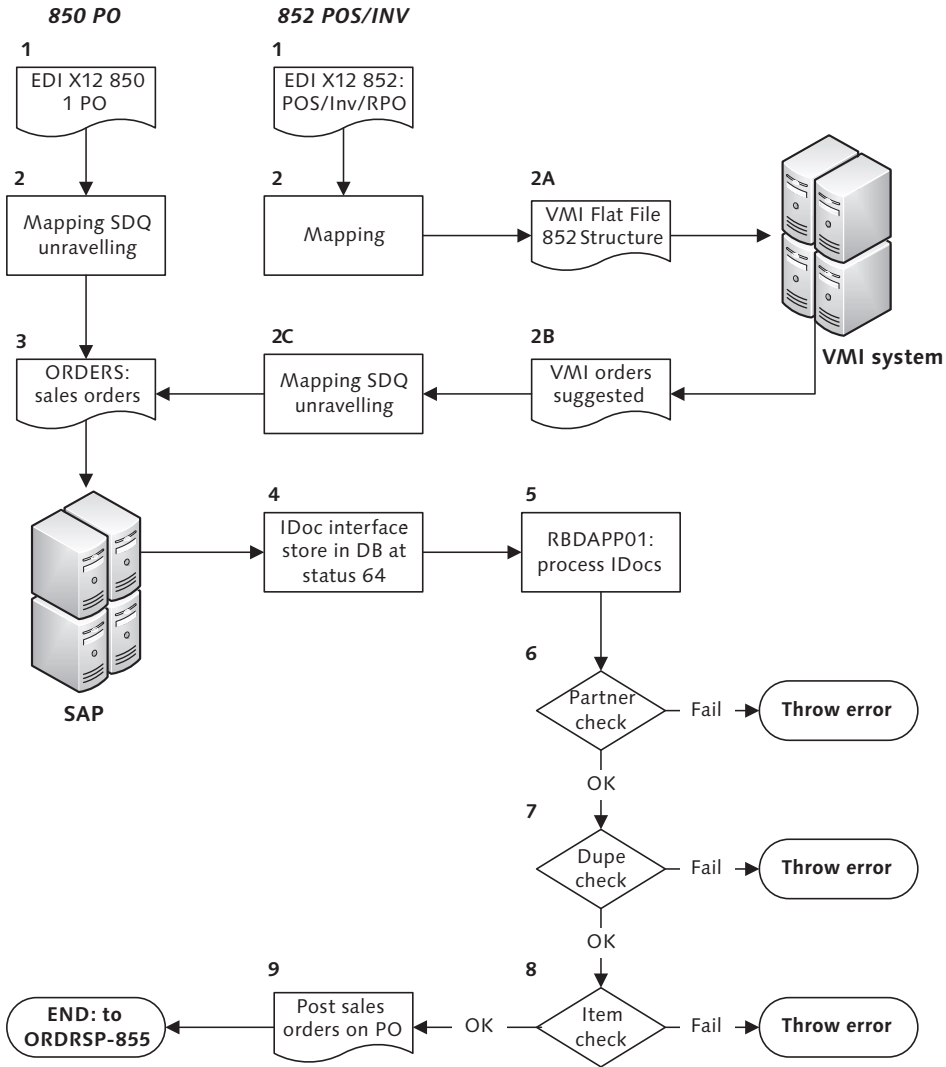 850 PO
852 POS/INV
1
1
EDI X12 850
1 PO
EDI X12 852:
POS/Inv/RPO
2
2
2A
Mapping SDQ
unravelling
Mapping
VMI Flat File
852 Structure
VMI system
3
2C
2B
ORDERS:
sales orders
Mapping SDQ
unravelling
VMI orders
suggested
4
5
IDoc interface
store in DB at
status 64
RBDAPP01:
process IDocs
SAP
6
Partner
check
Fail
Throw error
OK
7
Dupe
check
Fail
Throw error
OK
9
8
END: to
ORDRSP-855
Post sales
orders on PO
OK
Item
check
Fail
Throw error